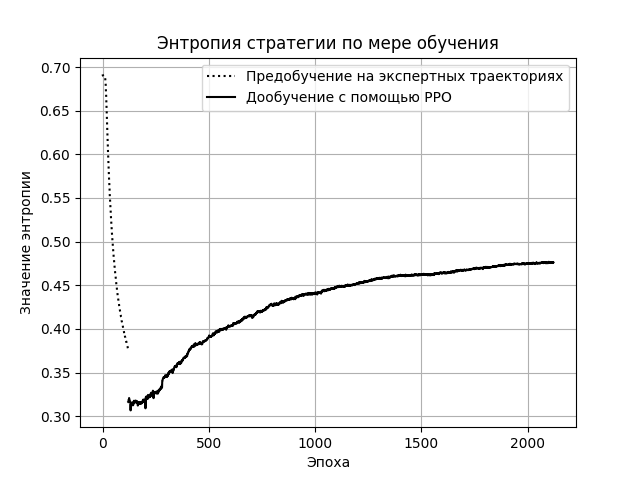 Энтропия стратегии по мере обучения
Предобучение на экспертных траекториях
Дообучение с помощью PPO
Значение энтропии
0.70
0.65
0.60
0.55
0.50
0.45
0.40
0.35
0.30
0
500
1000
1500
2000
Эпоха